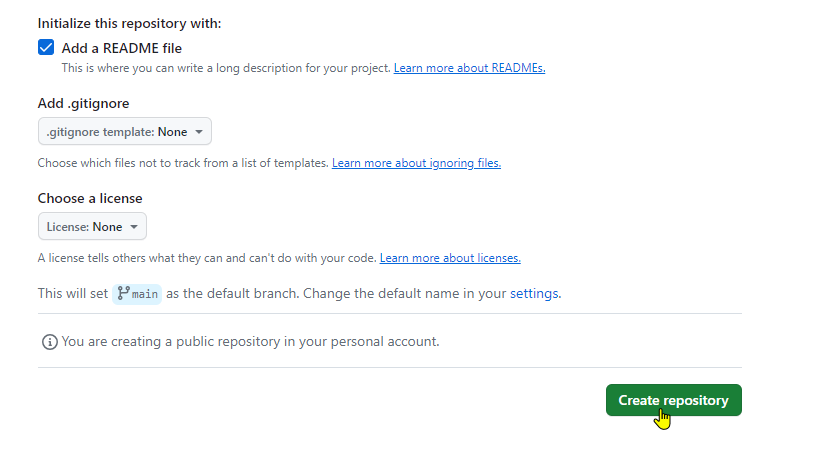 Initialize this repository with:
Add a README file
This is where you can write a long description for your project. Learn more about READMEs.
Add .gitignore
.gitignore template: None
Choose which files not to track from a list of templates. Learn more about ignoring files.
Choose a license
License: None
A license tells others what they can and can't do with your code. Learn more about licenses.
This will set main as the default branch. Change the default name in your settings.
You are creating a public repository in your personal account.
Create repository